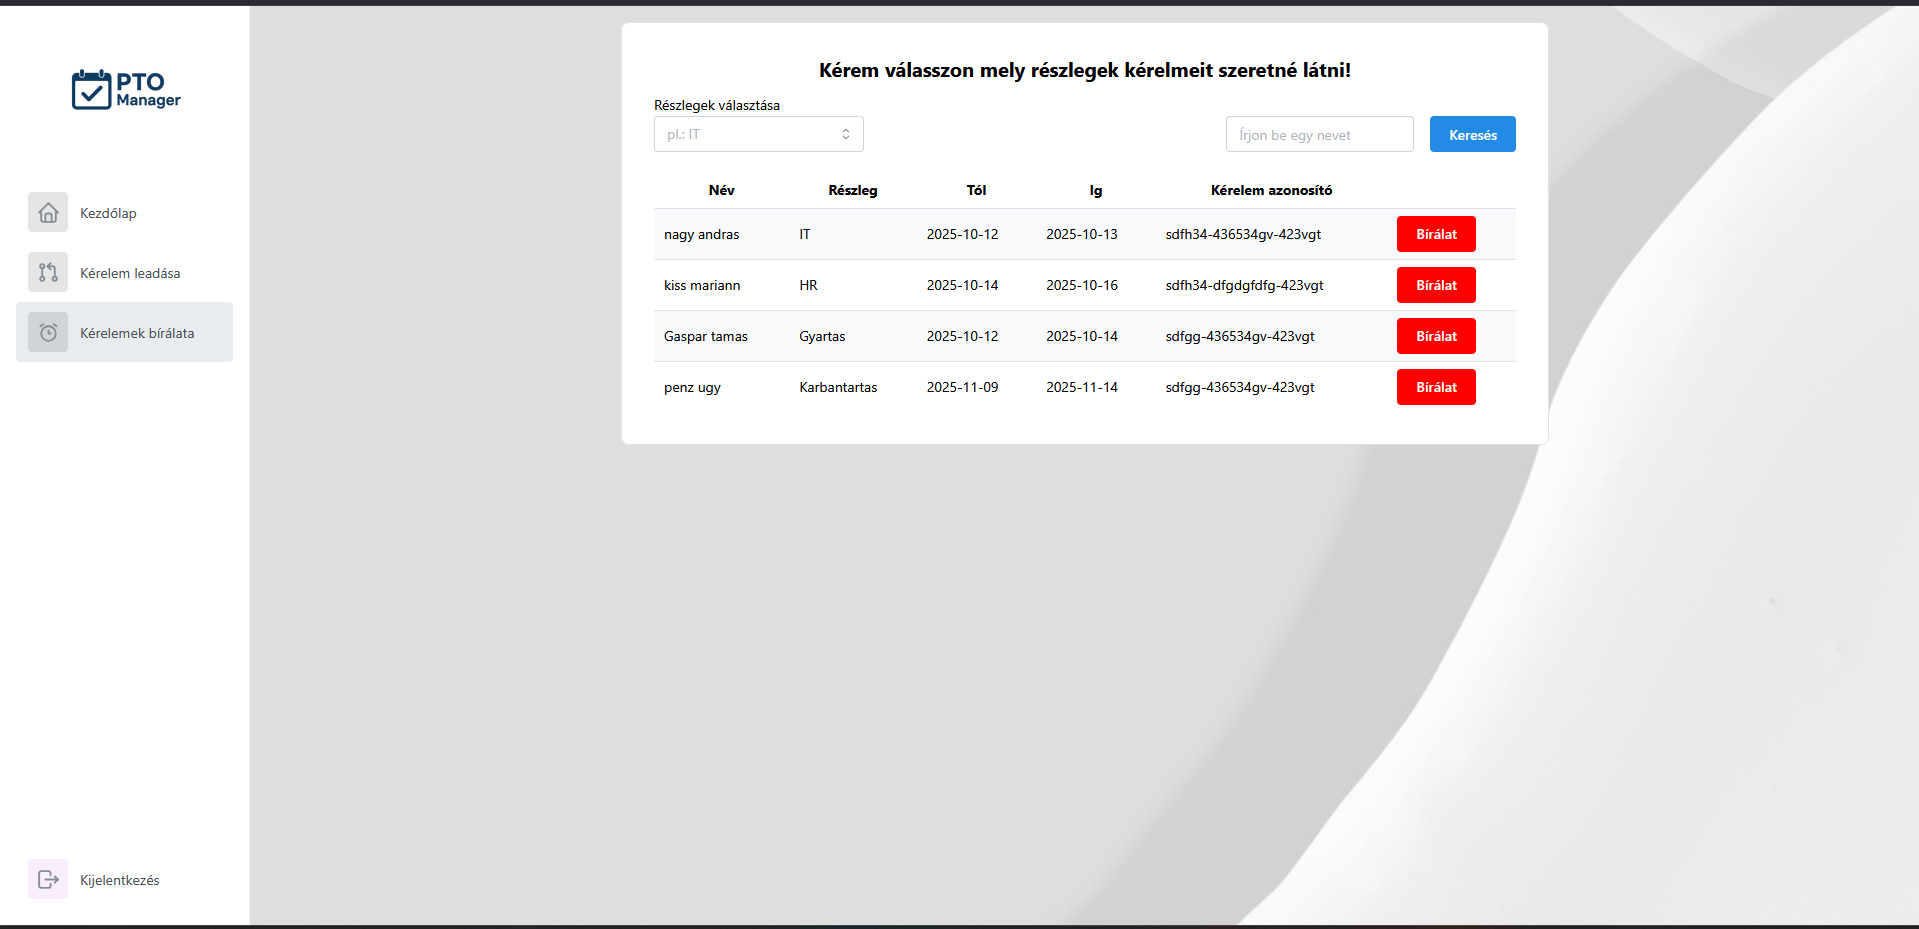 PTO
Manager
Kezdőlap
Kérelem leadása
Kérelemek bírálata
Kijelentkezés
Kérem válasszon mely részlegek kérelmeit szeretné látni!
Részlegek választása
pl.: IT
Írjon be egy nevet
Keresés
Név Részleg Tól Ig Kérelem azonosító
nagy andras IT 2025-10-12 2025-10-13 sdfh34-436534gv-423vgt Bírálat
kiss mariann HR 2025-10-14 2025-10-16 sdfh34-dfgdgfdfg-423vgt Bírálat
Gaspar tamas Gyartas 2025-10-12 2025-10-14 sdfgg-436534gv-423vgt Bírálat
penz ugy Karbantartas 2025-11-09 2025-11-14 sdfgg-436534gv-423vgt Bírálat